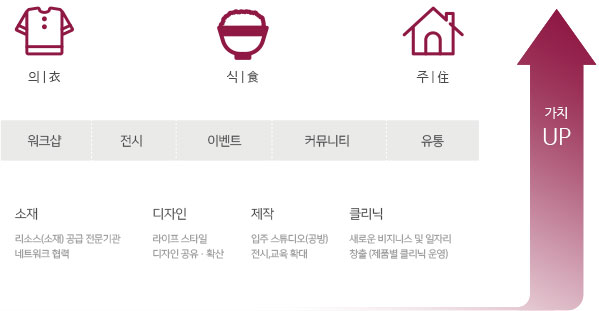 의 | 衣
식 | 食
주 | 住
가치
UP
워크샵
전시
이벤트
커뮤니티
유통
소재
리소스(소재) 공급 전문기관
네트워크 협력
디자인
라이프 스타일
디자인 공유 · 확산
제작
입주 스튜디오(공방)
전시,교육 확대
클리닉
새로운 비지니스 및 일자리
창출 (제품별 클리닉 운영)